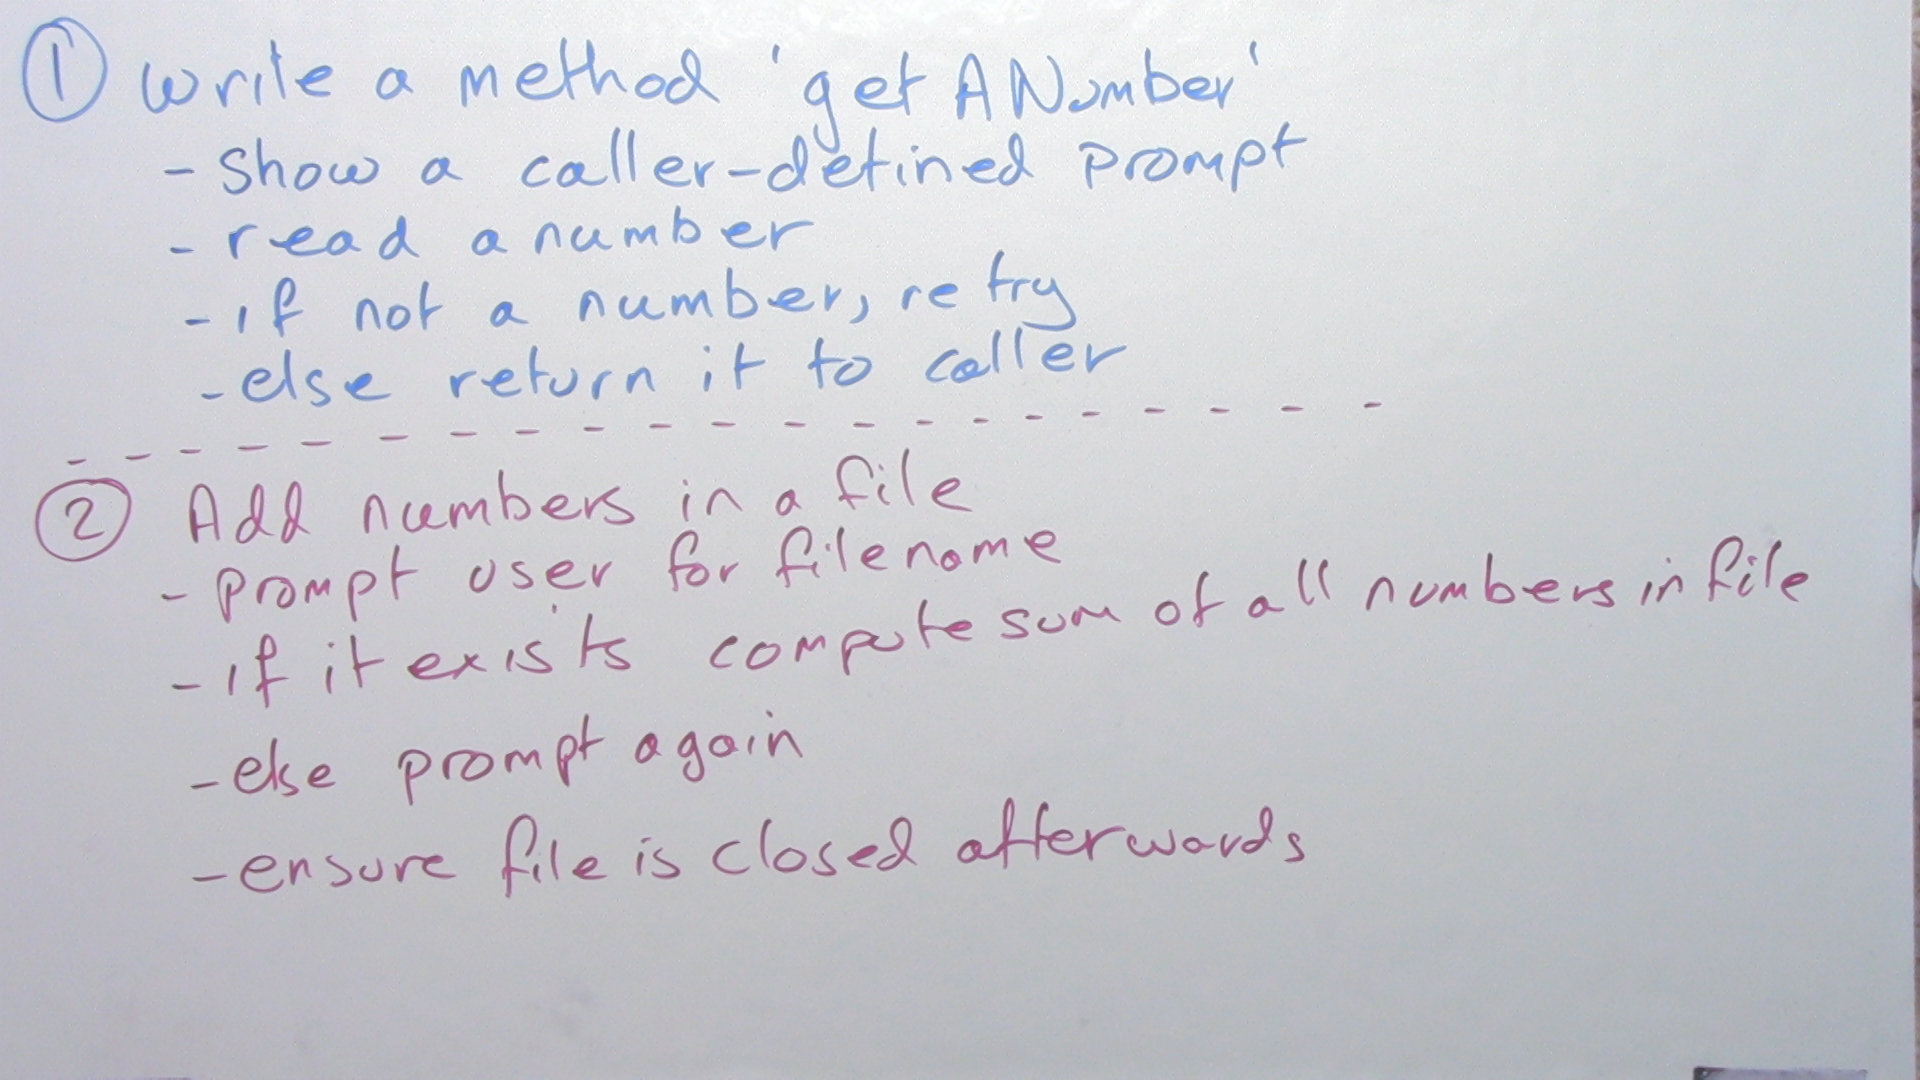 ① Write a method 'getANumber'
- Show a caller-defined prompt
- read a number
- if not a number, retry
- else return it to caller
② Add numbers in a file
- Prompt user for filename
- if it exists compute sum of all numbers in file
- else prompt again
- ensure file is closed afterwards